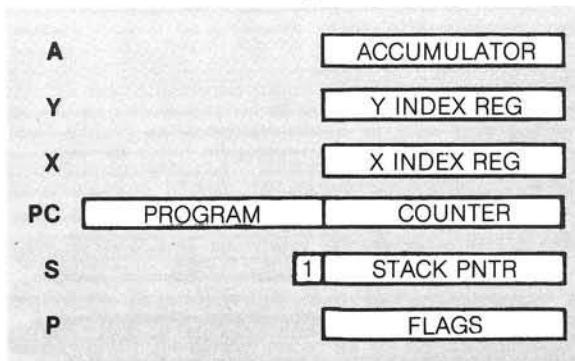 A ACCUMULATOR
Y Y INDEX REG
X X INDEX REG
PC PROGRAM COUNTER
S 1 STACK PNTR
P FLAGS